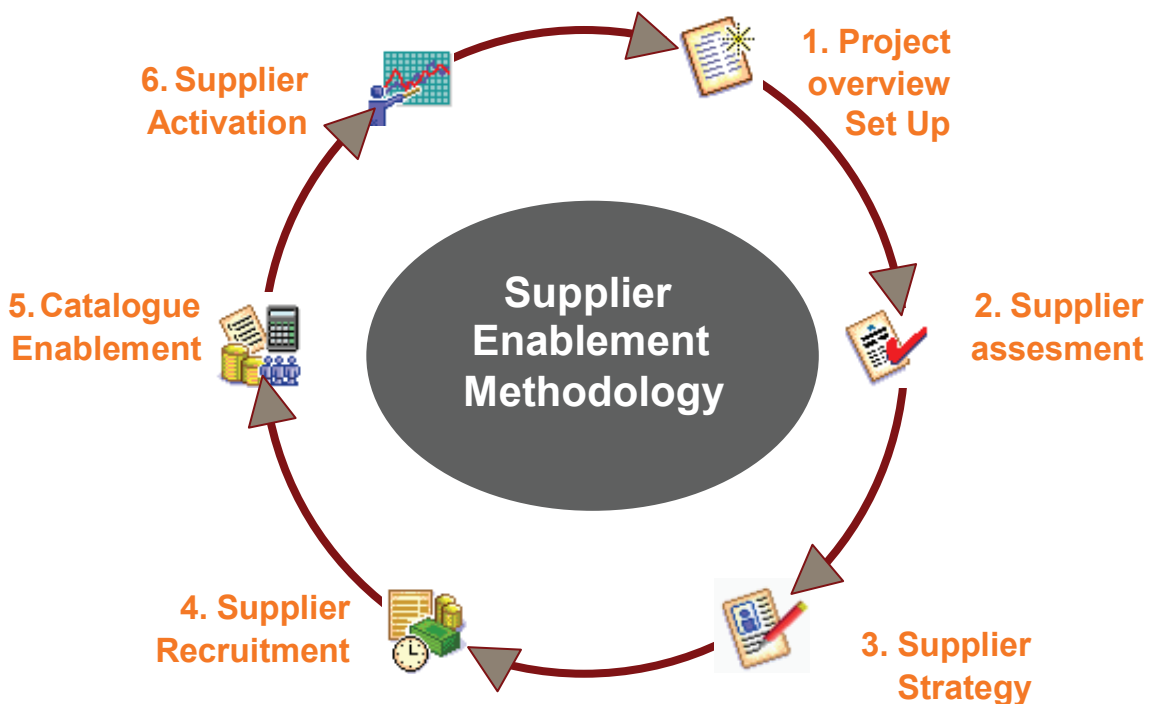 1. Project
overview
Set Up
2. Supplier
assesment
3. Supplier
Strategy
4. Supplier
Recruitment
5. Catalogue
Enablement
6. Supplier
Activation
Supplier
Enablement
Methodology